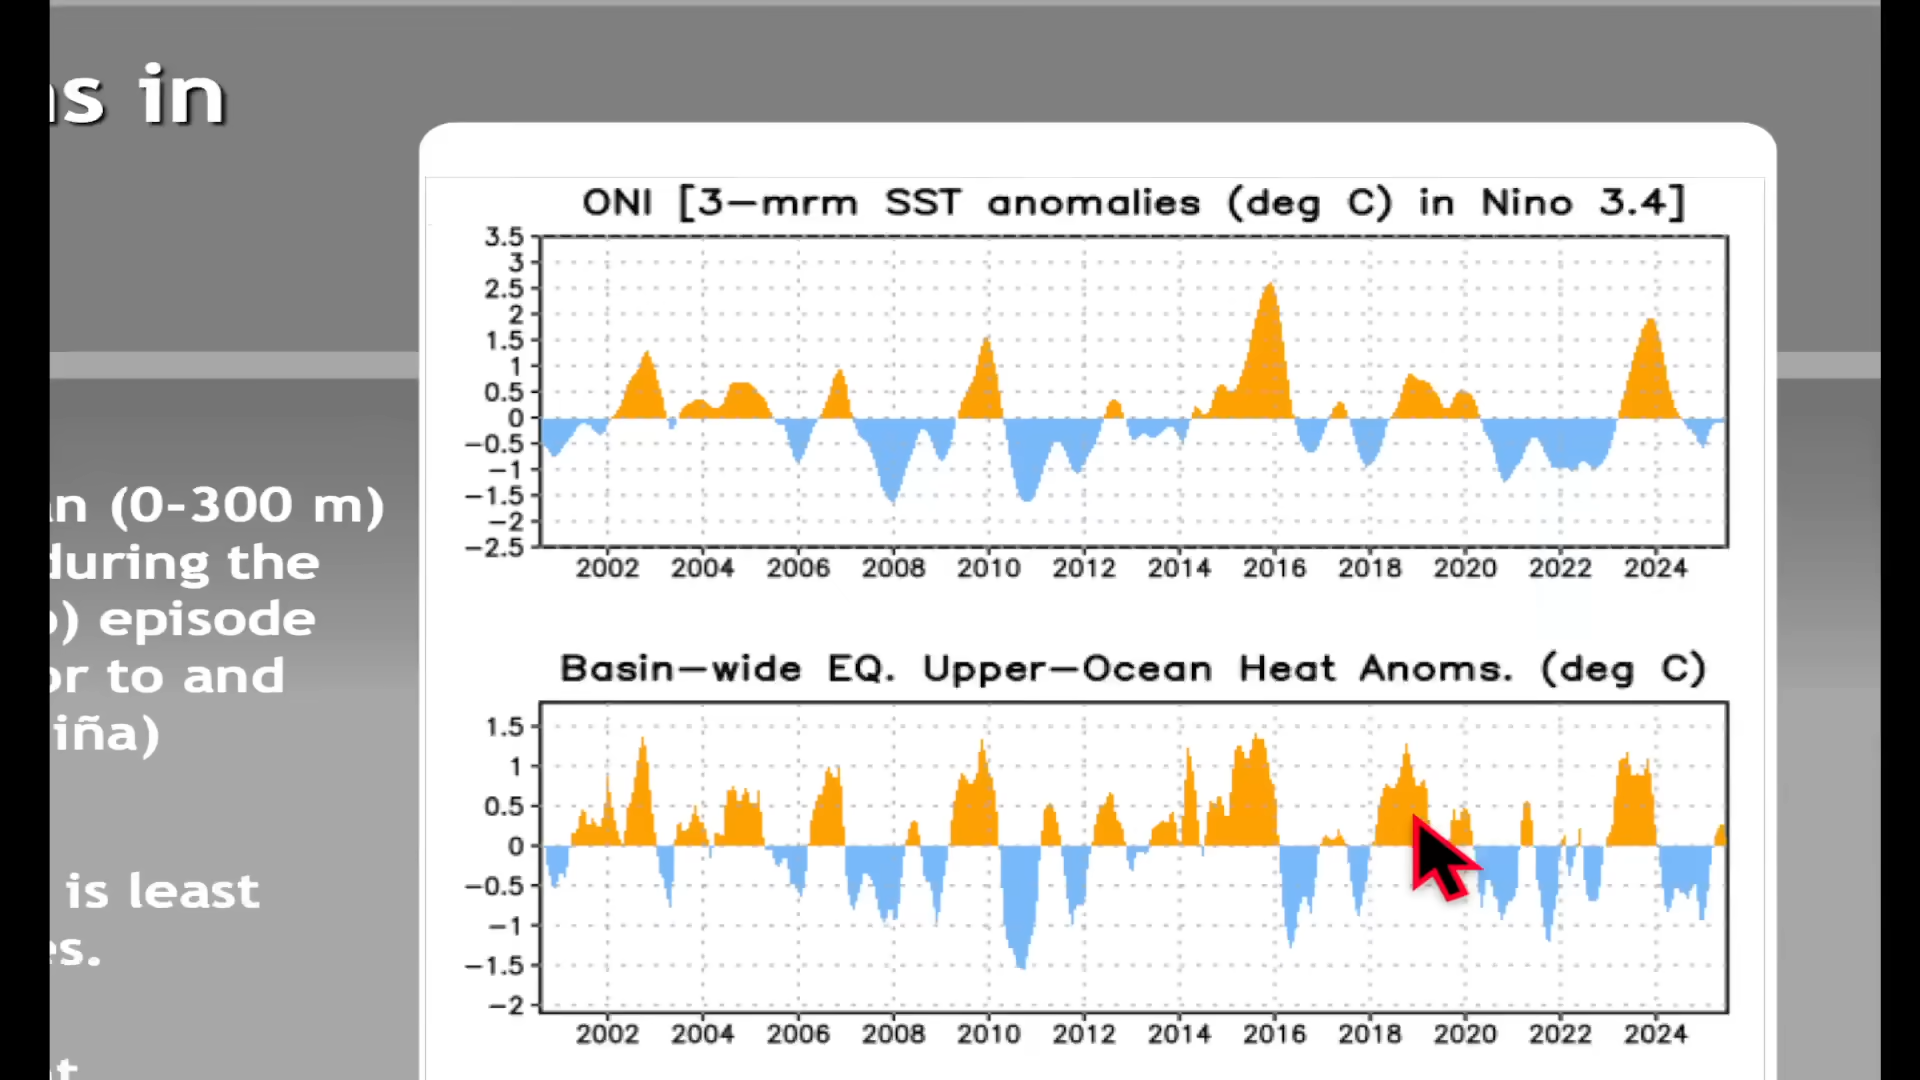 s in
ONI [3-mrm SST anomalies (deg C) in Nino 3.4]
3.5
3
2.5
2
1.5
1
0.5
0
-0.5
-1
-1.5
-2
-2.5
2002 2004 2006 2008 2010 2012 2014 2016 2018 2020 2022 2024
n (0-300 m)
during the
) episode
or to and
iña)
is least
es.
Basin-wide EQ. Upper-Ocean Heat Anoms. (deg C)
1.5
1
0.5
0
-0.5
-1
-1.5
-2
2002 2004 2006 2008 2010 2012 2014 2016 2018 2020 2022 2024